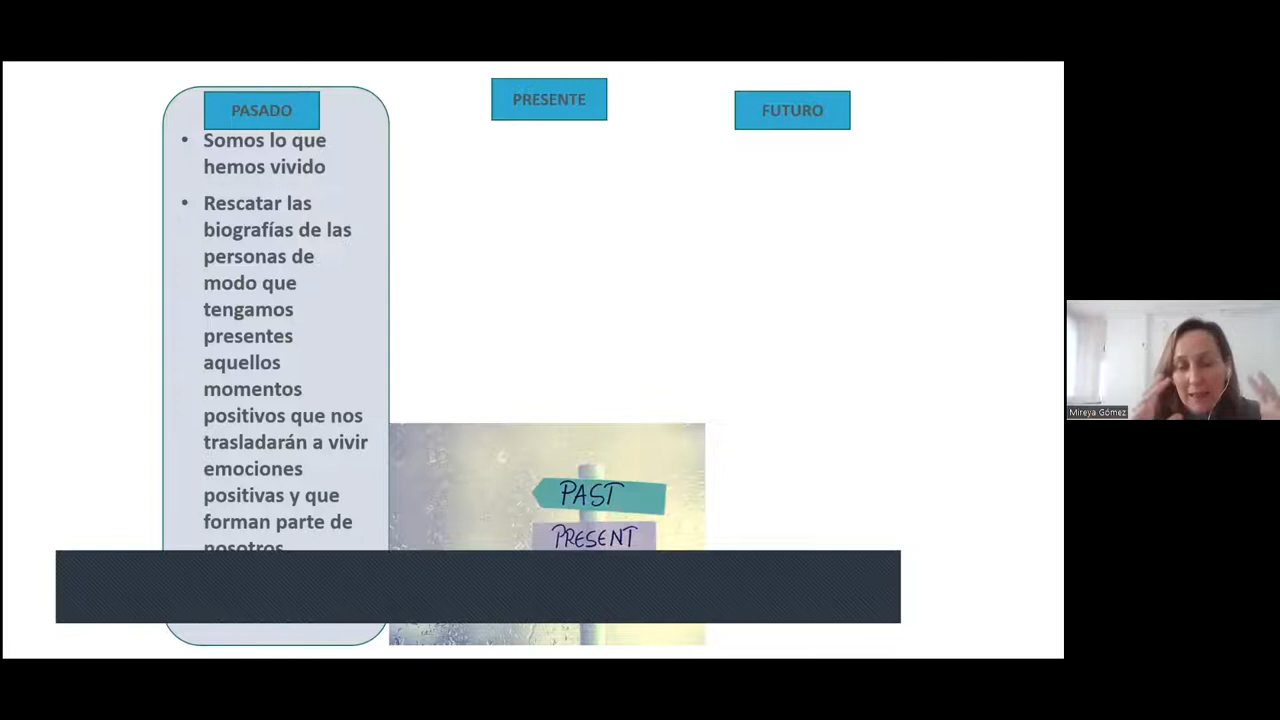 PASADO
PRESENTE
FUTURO
• Somos lo que
hemos vivido
• Rescatar las
biografías de las
personas de
modo que
tengamos
presentes
aquellos
momentos
positivos que nos
trasladarán a vivir
emociones
positivas y que
forman parte de
nosotros
PAST
PRESENT
Mireya Gómez